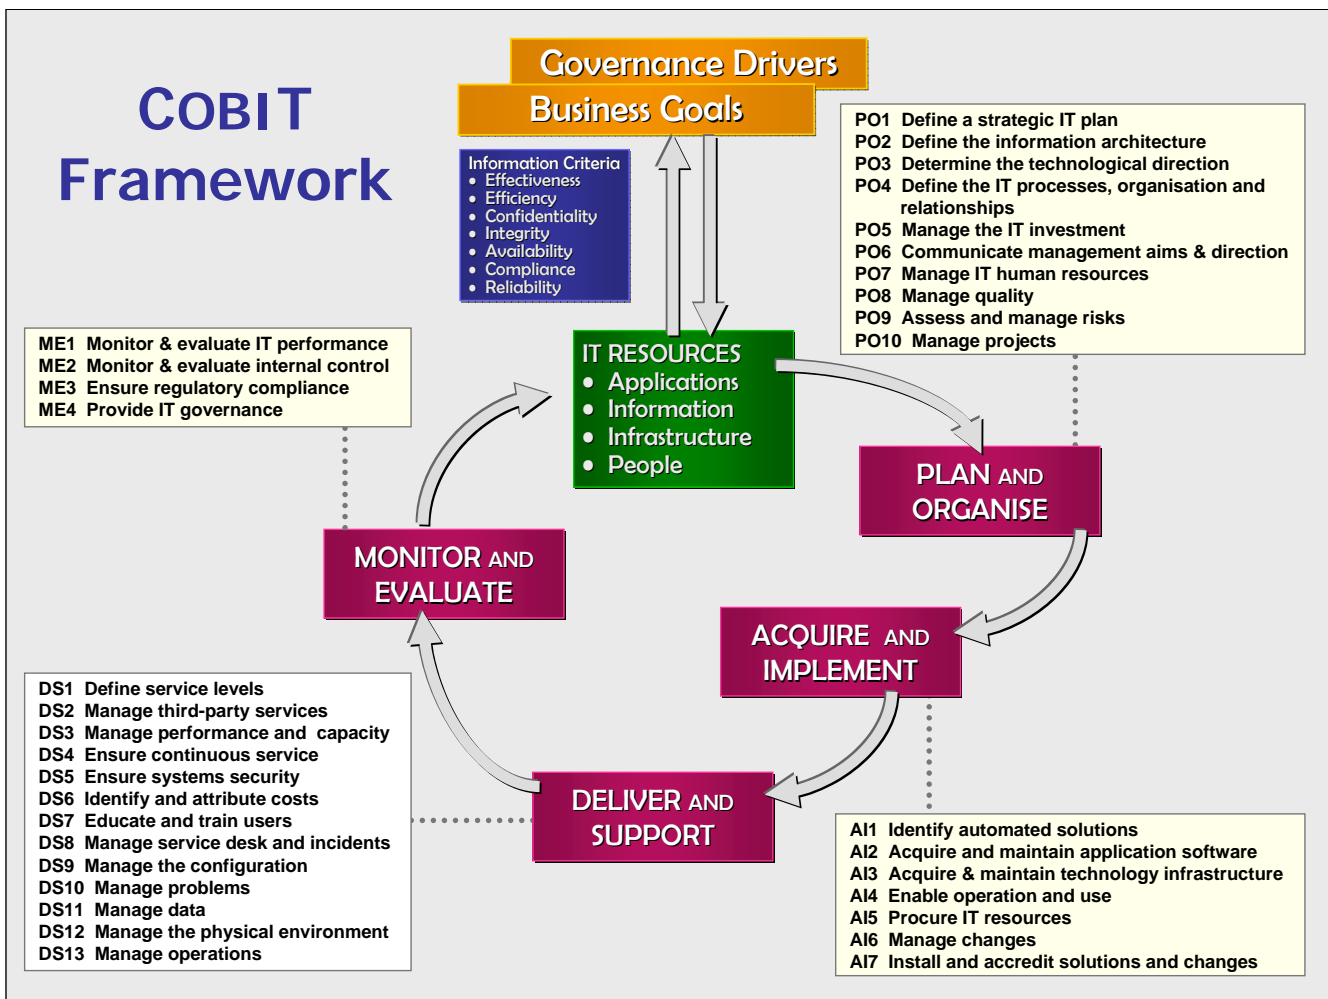 COBIT
Framework
Governance Drivers
Business Goals
Information Criteria
• Effectiveness
• Efficiency
• Confidentiality
• Integrity
• Availability
• Compliance
• Reliability
PO1 Define a strategic IT plan
PO2 Define the information architecture
PO3 Determine the technological direction
PO4 Define the IT processes, organisation and
relationships
PO5 Manage the IT investment
PO6 Communicate management aims & direction
PO7 Manage IT human resources
PO8 Manage quality
PO9 Assess and manage risks
PO10 Manage projects
IT RESOURCES
• Applications
• Information
• Infrastructure
• People
ME1 Monitor & evaluate IT performance
ME2 Monitor & evaluate internal control
ME3 Ensure regulatory compliance
ME4 Provide IT governance
PLAN AND
ORGANISE
MONITOR AND
EVALUATE
ACQUIRE AND
IMPLEMENT
DELIVER AND
SUPPORT
DS1 Define service levels
DS2 Manage third-party services
DS3 Manage performance and capacity
DS4 Ensure continuous service
DS5 Ensure systems security
DS6 Identify and attribute costs
DS7 Educate and train users
DS8 Manage service desk and incidents
DS9 Manage the configuration
DS10 Manage problems
DS11 Manage data
DS12 Manage the physical environment
DS13 Manage operations
AI1 Identify automated solutions
AI2 Acquire and maintain application software
AI3 Acquire & maintain technology infrastructure
AI4 Enable operation and use
AI5 Procure IT resources
AI6 Manage changes
AI7 Install and accredit solutions and changes